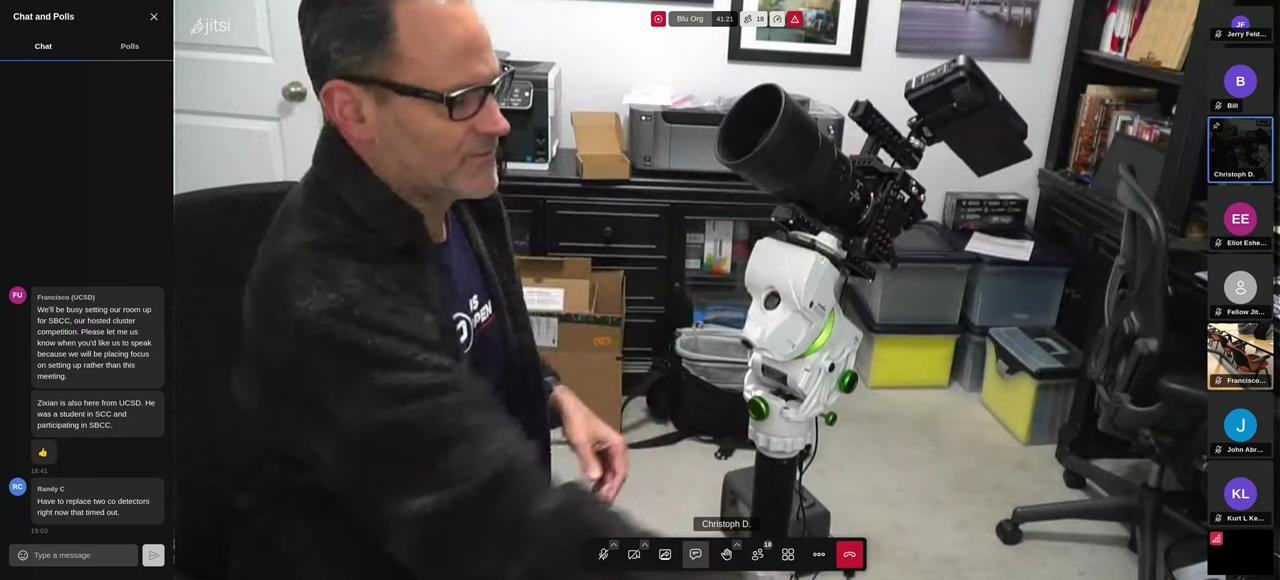 Chat and Polls
Chat
Polls
FU
Francisco (UCSD)
We'll be busy setting our room up
for SBCC, our hosted cluster
competition. Please let me us
know when you'd like us to speak
because we will be placing focus
on setting up rather than this
meeting.
Zixian is also here from UCSD. He
was a student in SCC and
participating in SBCC.
18:41
RC
Randy C
Have to replace two co detectors
right now that timed out.
19:03
Type a message
jitsi
Blu Org
41:21
18
IS
PEN
Christoph D.
18
JF
Jerry Feld...
B
Bill
Christoph D.
EE
Eliot Eshe...
Fellow Jit...
Francisco...
J
John Abr...
KL
Kurt L Ke...